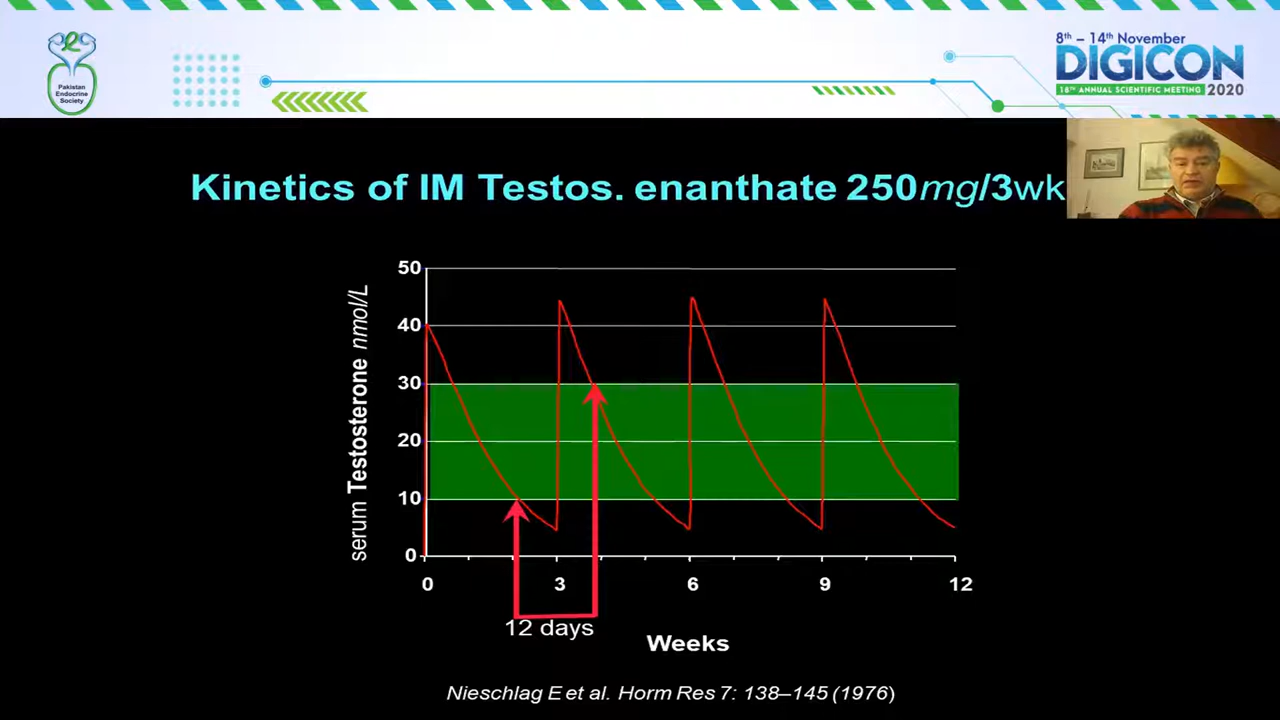 Pakistan
Endocrine
Society
8th – 14th November
DIGICON
18TH ANNUAL SCIENTIFIC MEETING 2020
Kinetics of IM Testos. enanthate 250mg/3wk
serum Testosterone nmol/L
50
40
30
20
10
0
0 3 6 9 12
12 days
Weeks
Nieschlag E et al. Horm Res 7: 138–145 (1976)